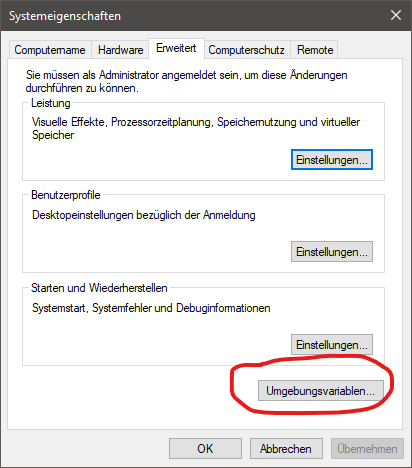 Systemeigenschaften
Computername Hardware Erweitert Computerschutz Remote
Sie müssen als Administrator angemeldet sein, um diese Änderungen
durchführen zu können.
Leistung
Visuelle Effekte, Prozessorzeitplanung, Speichernutzung und virtueller
Speicher
Einstellungen...
Benutzerprofile
Desktopeinstellungen bezüglich der Anmeldung
Einstellungen...
Starten und Wiederherstellen
Systemstart, Systemfehler und Debuginformationen
Einstellungen...
Umgebungsvariablen...
OK Abbrechen Übernehmen